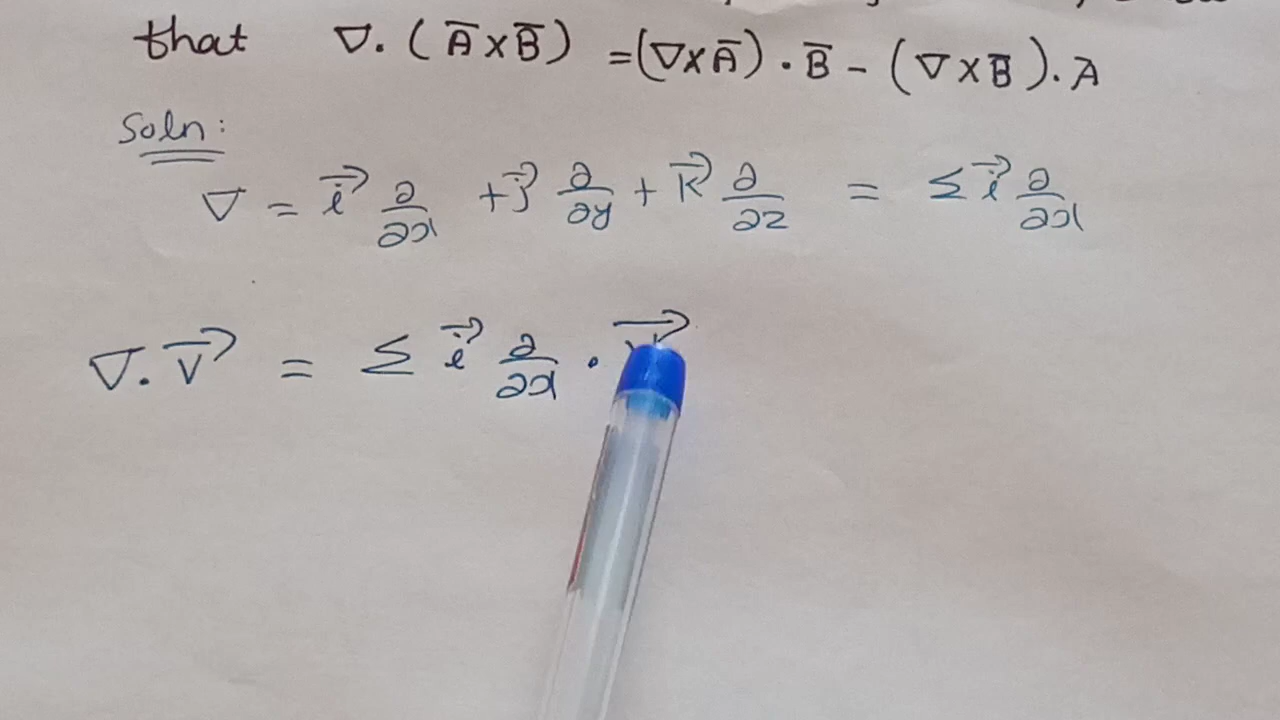 that ∇. (A̅ × B̅) = (∇×A̅) · B̅ - (∇ × B̅). A
Soln:
∇ = i⃗ ∂/∂x + j⃗ ∂/∂y + k⃗ ∂/∂z = Σ i⃗ ∂/∂x
∇. V⃗ = Σ i⃗ ∂/∂x · V⃗